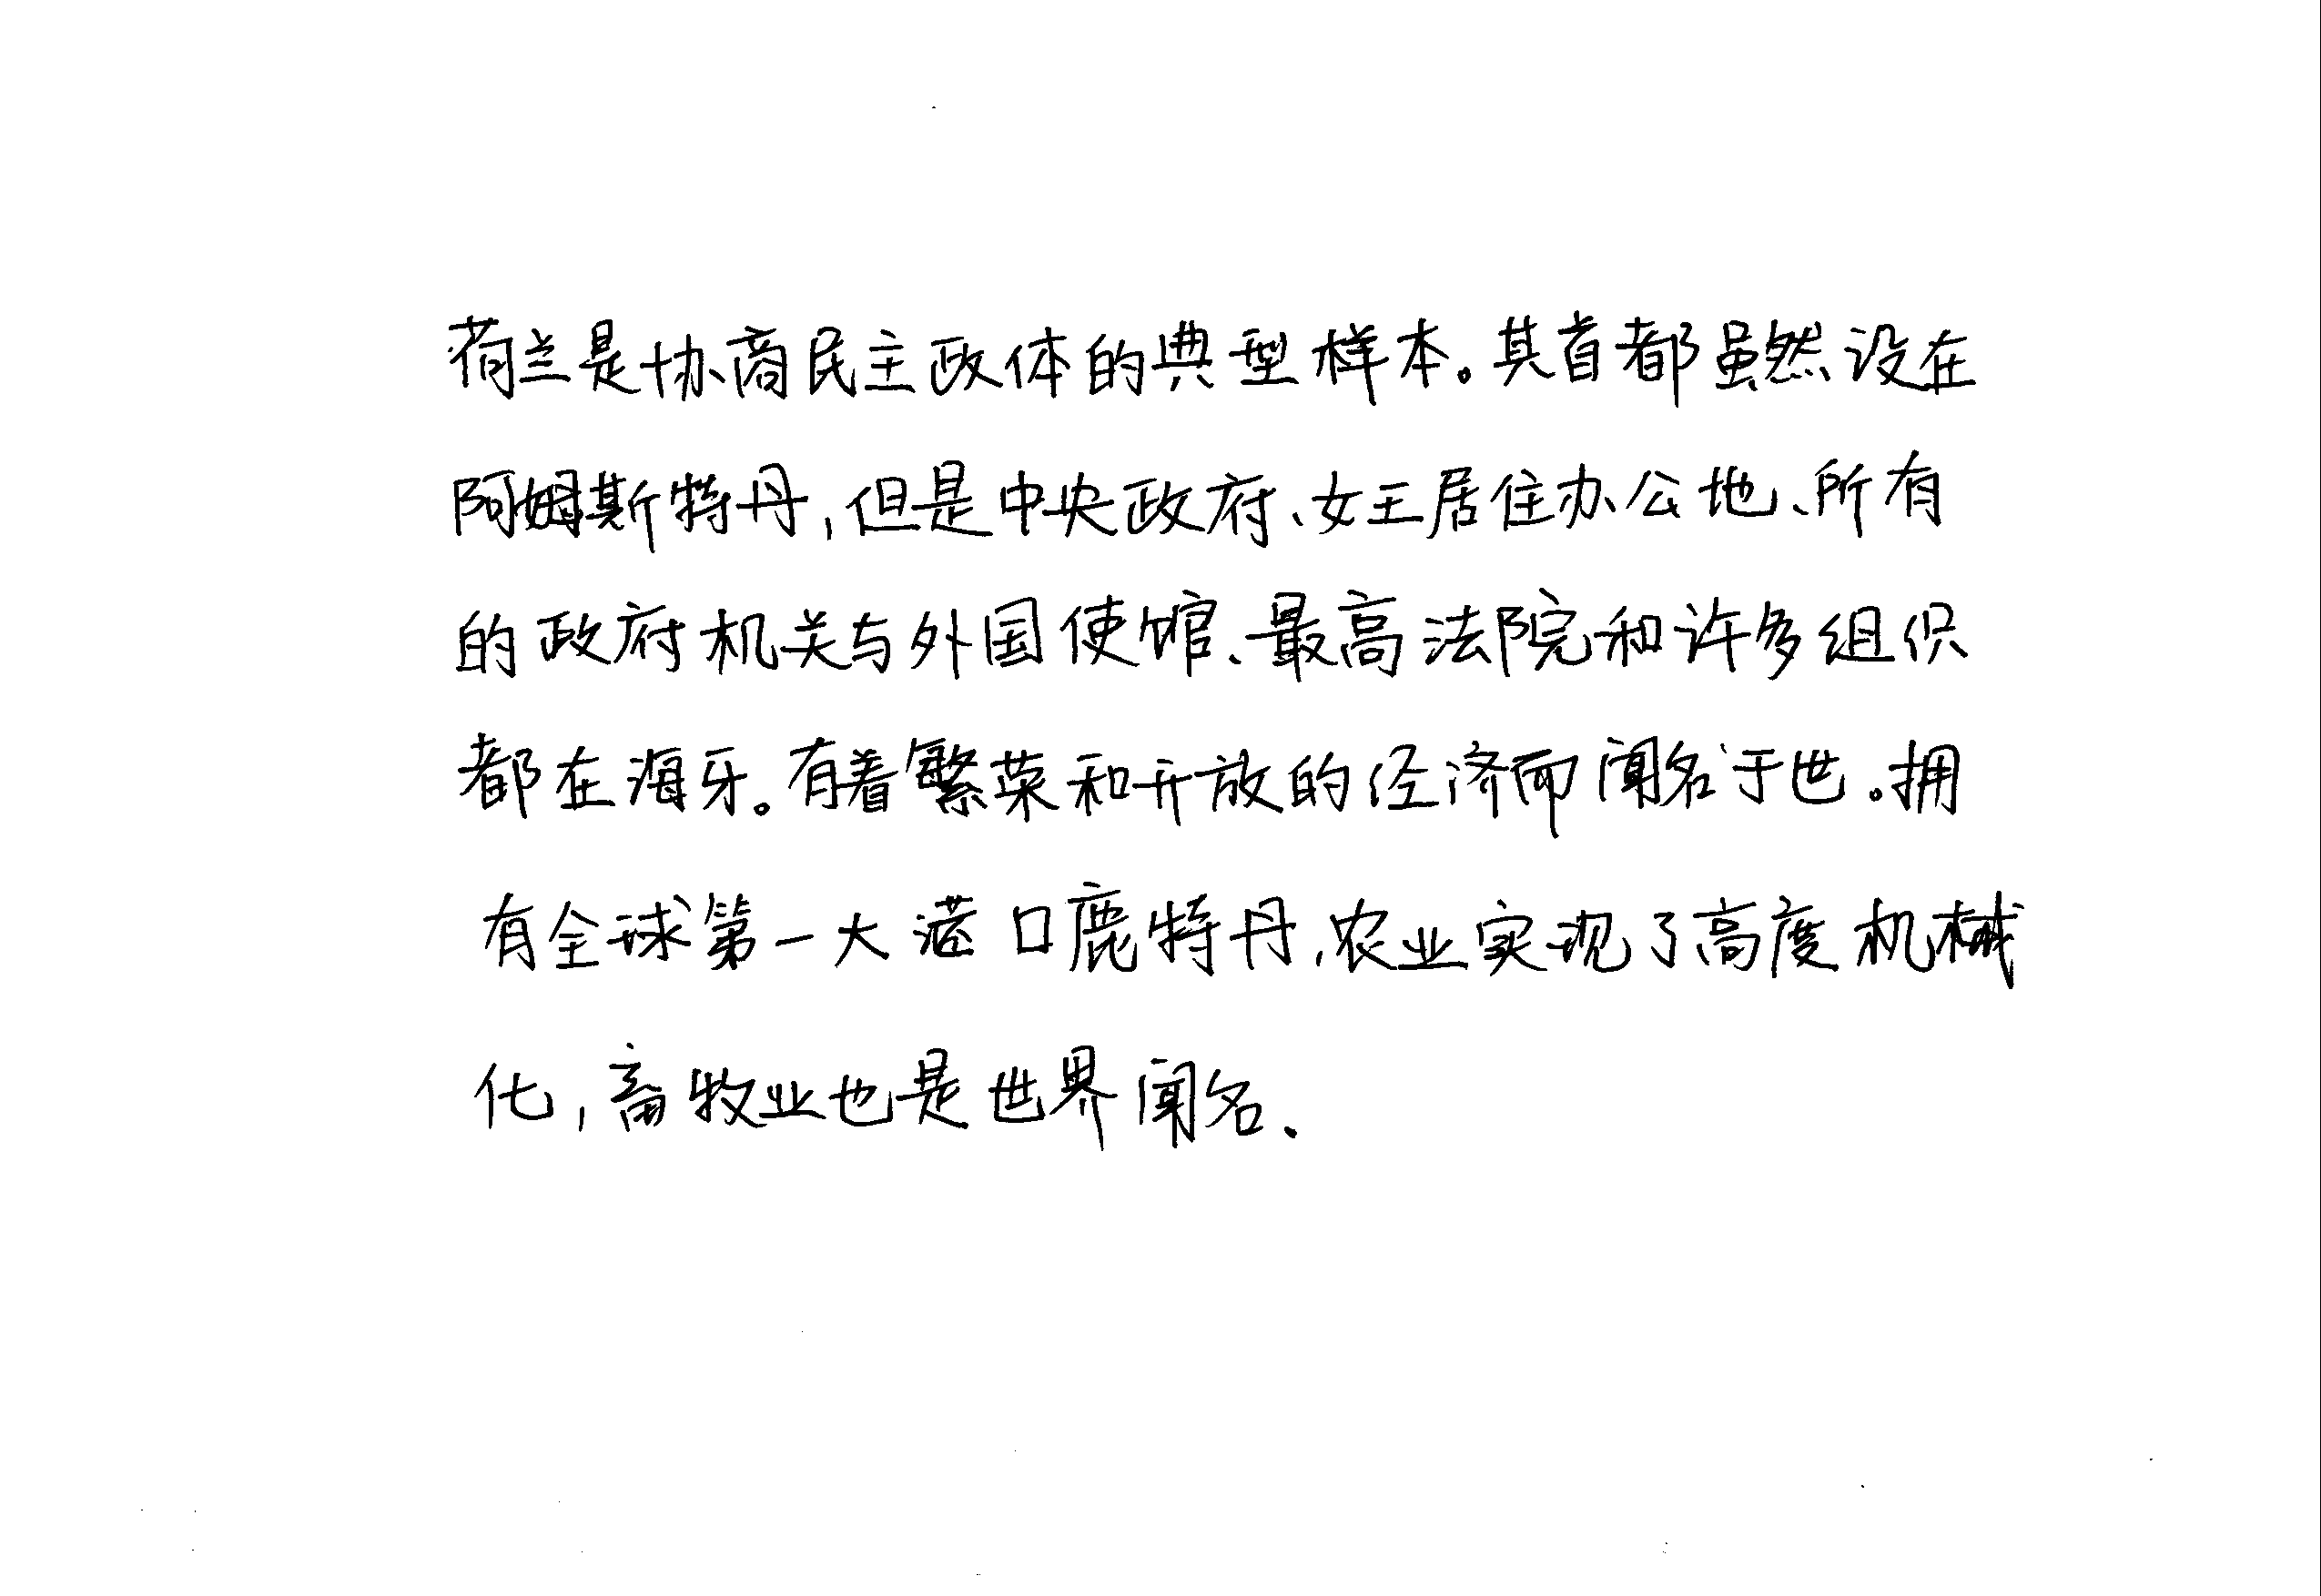 荷兰是协商民主政体的典型样本。其首都虽然设在
阿姆斯特丹,但是中央政府、女王居住办公地、所有
的政府机关与外国使馆、最高法院和许多组织
都在海牙。有着繁荣和开放的经济而闻名于世。拥
有全球第一大港口鹿特丹,农业实现了高度机械
化,畜牧业也是世界闻名.